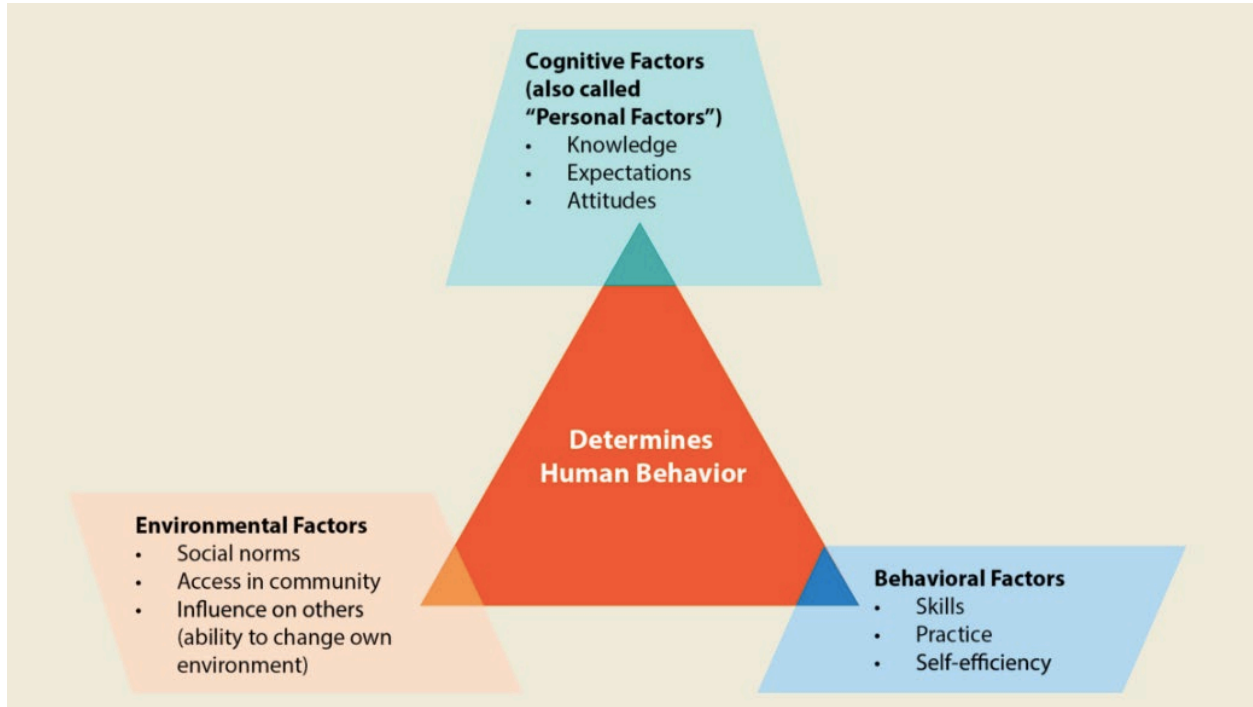 Cognitive Factors
(also called
“Personal Factors”)
• Knowledge
• Expectations
• Attitudes
Determines
Human Behavior
Environmental Factors
• Social norms
• Access in community
• Influence on others
(ability to change own
environment)
Behavioral Factors
• Skills
• Practice
• Self-efficiency